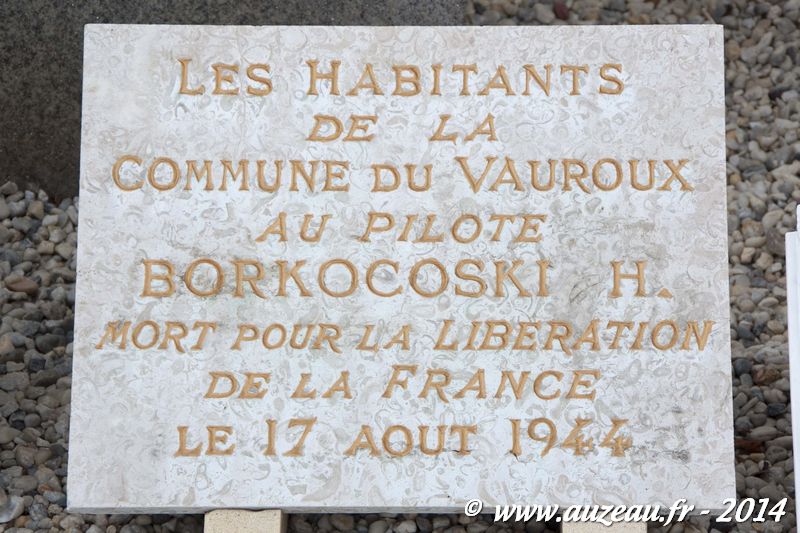 LES HABITANTS
DE LA
COMMUNE DU VAUROUX
AU PILOTE
BORKOCOSKI H.
MORT POUR LA LIBERATION
DE LA FRANCE
LE 17 AOUT 1944
© www.auzeau.fr - 2014